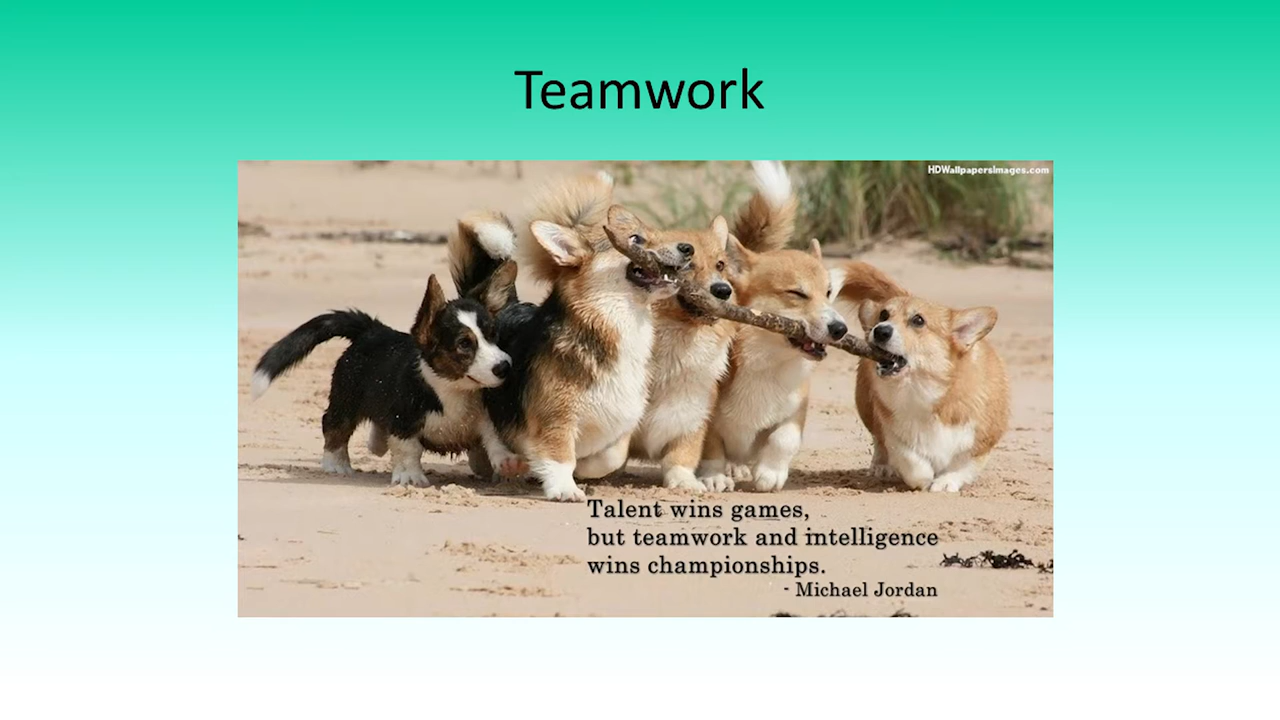 Teamwork
HDWallpapersImages.com
Talent wins games,
but teamwork and intelligence
wins championships.
- Michael Jordan